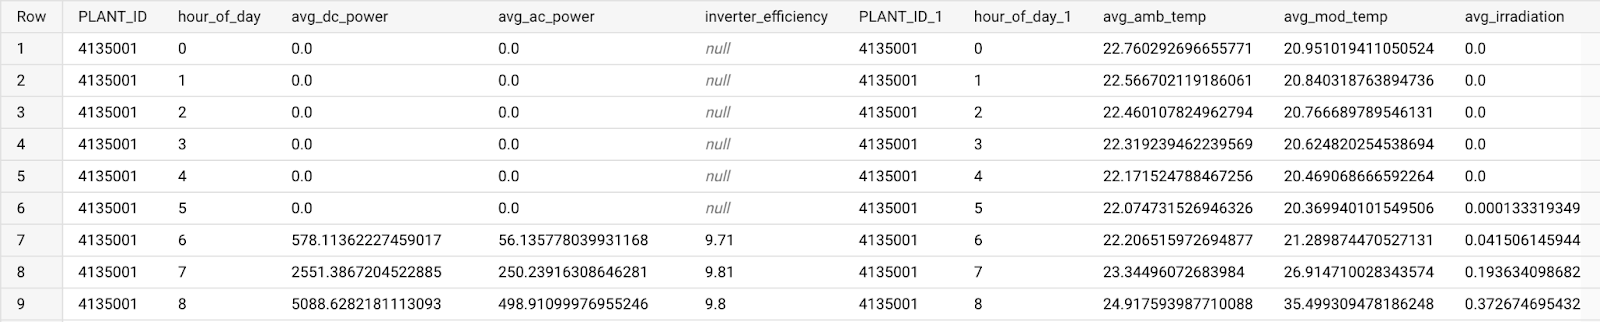 Row PLANT_ID hour_of_day avg_dc_power avg_ac_power inverter_efficiency PLANT_ID_1 hour_of_day_1 avg_amb_temp avg_mod_temp avg_irradiation
1 4135001 0 0.0 0.0 null 4135001 0 22.760292696655771 20.951019411050524 0.0
2 4135001 1 0.0 0.0 null 4135001 1 22.566702119186061 20.840318763894736 0.0
3 4135001 2 0.0 0.0 null 4135001 2 22.460107824962794 20.766689789546131 0.0
4 4135001 3 0.0 0.0 null 4135001 3 22.319239462239569 20.624820254538694 0.0
5 4135001 4 0.0 0.0 null 4135001 4 22.171524788467256 20.469068666592264 0.0
6 4135001 5 0.0 0.0 null 4135001 5 22.074731526946326 20.369940101549506 0.000133319349
7 4135001 6 578.11362227459017 56.135778039931168 9.71 4135001 6 22.206515972694877 21.289874470527131 0.041506145944
8 4135001 7 2551.3867204522885 250.23916308646281 9.81 4135001 7 23.34496072683984 26.914710028343574 0.193634098682
9 4135001 8 5088.6282181113093 498.91099976955246 9.8 4135001 8 24.917593987710088 35.499309478186248 0.372674695432